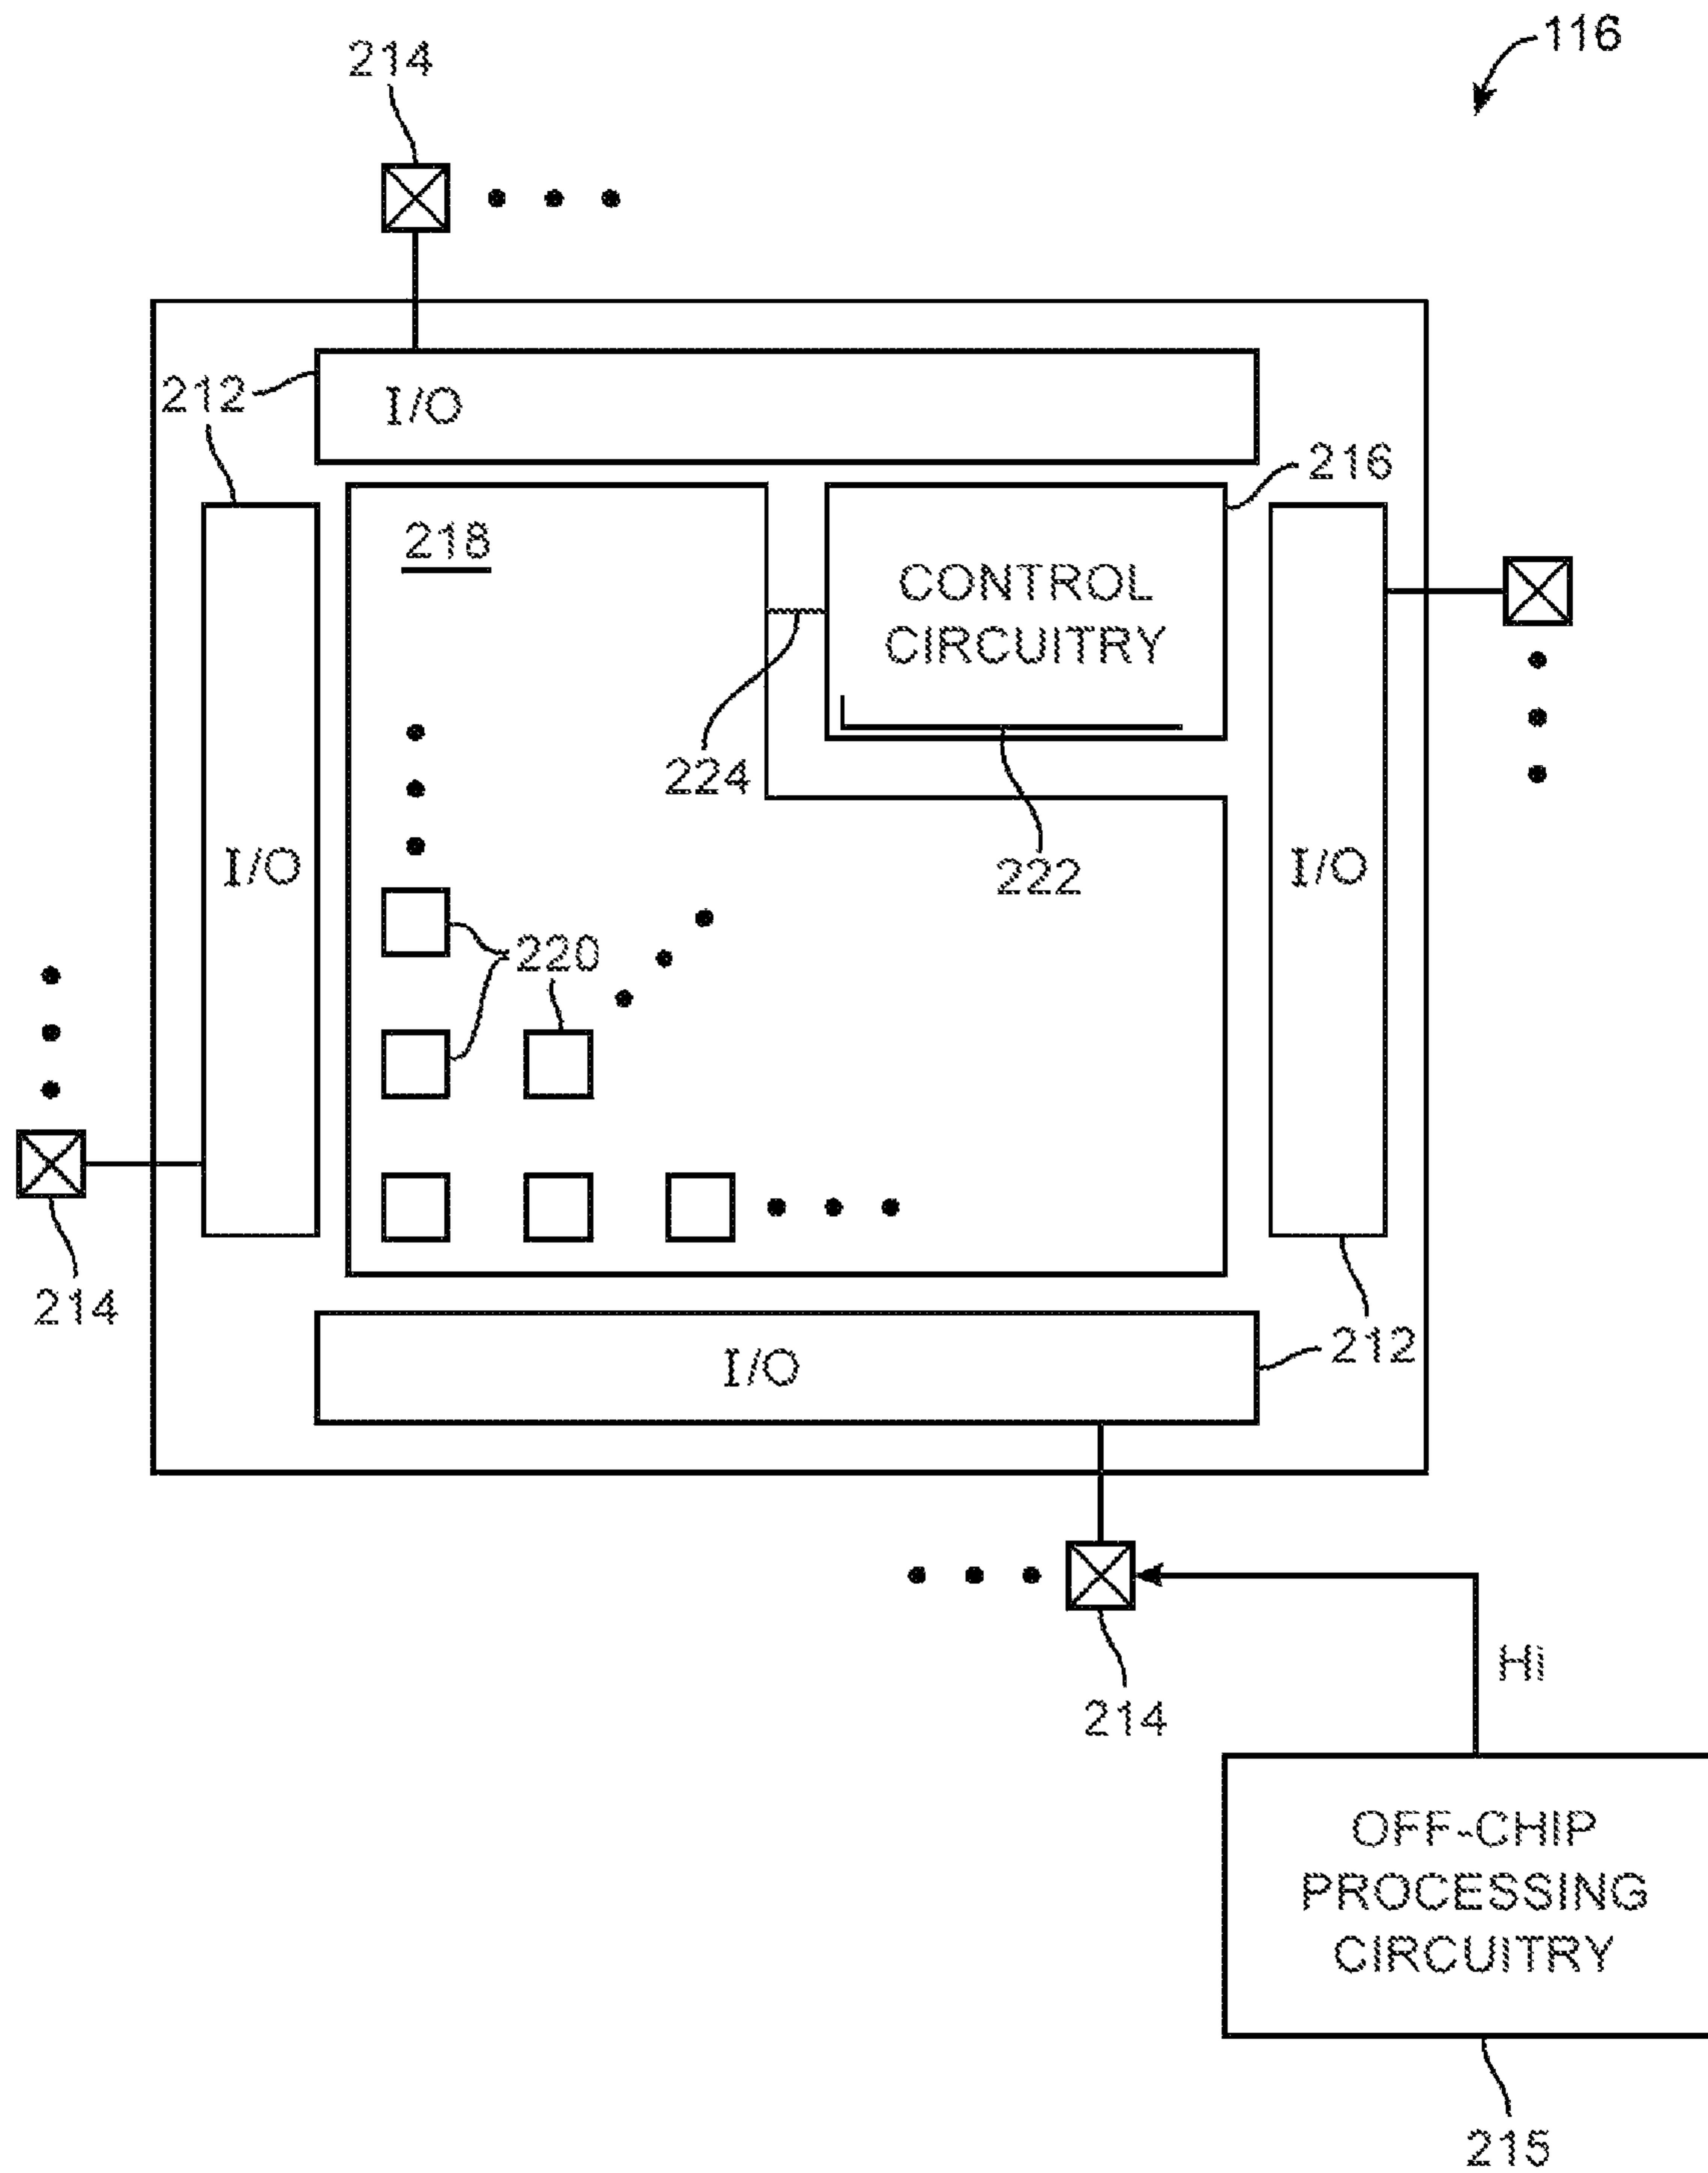 116
214
212
I/O
212
216
218
CONTROL
CIRCUITRY
224
222
I/O
I/O
220
214
212
I/O
214
Hi
OFF-CHIP
PROCESSING
CIRCUITRY
215